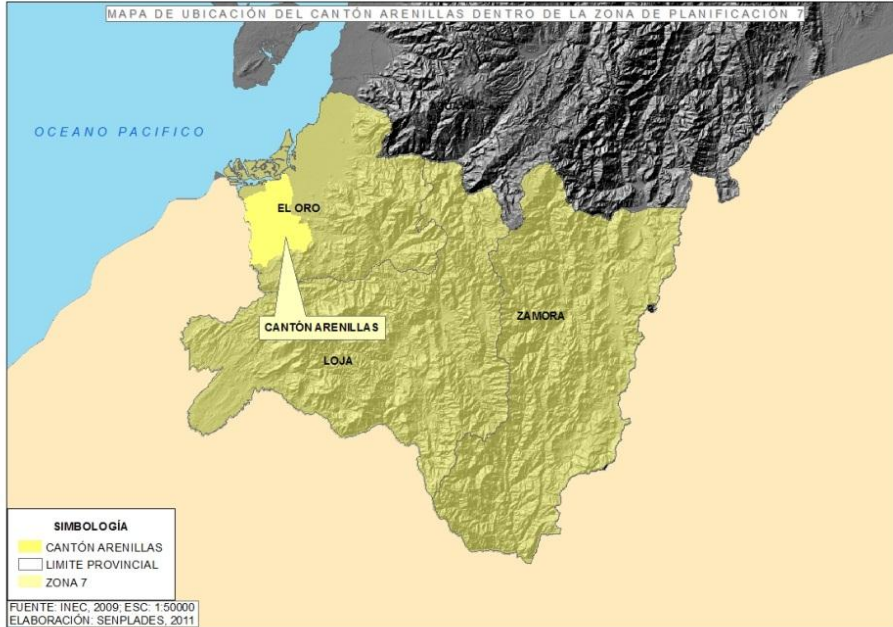 MAPA DE UBICACIÓN DEL CANTÓN ARENILLAS DENTRO DE LA ZONA DE PLANIFICACIÓN 7
OCEANO PACIFICO
EL ORO
ZAMORA
CANTÓN ARENILLAS
LOJA
SIMBOLOGÍA
CANTÓN ARENILLAS
LIMITE PROVINCIAL
ZONA 7
FUENTE: INEC, 2009; ESC: 1:50000
ELABORACIÓN: SENPLADES, 2011